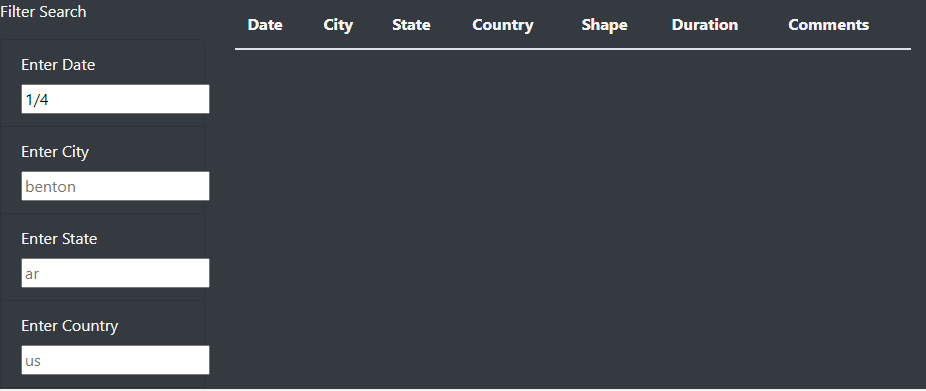 Filter Search
Date City State Country Shape Duration Comments
Enter Date
1/4
Enter City
benton
Enter State
ar
Enter Country
us